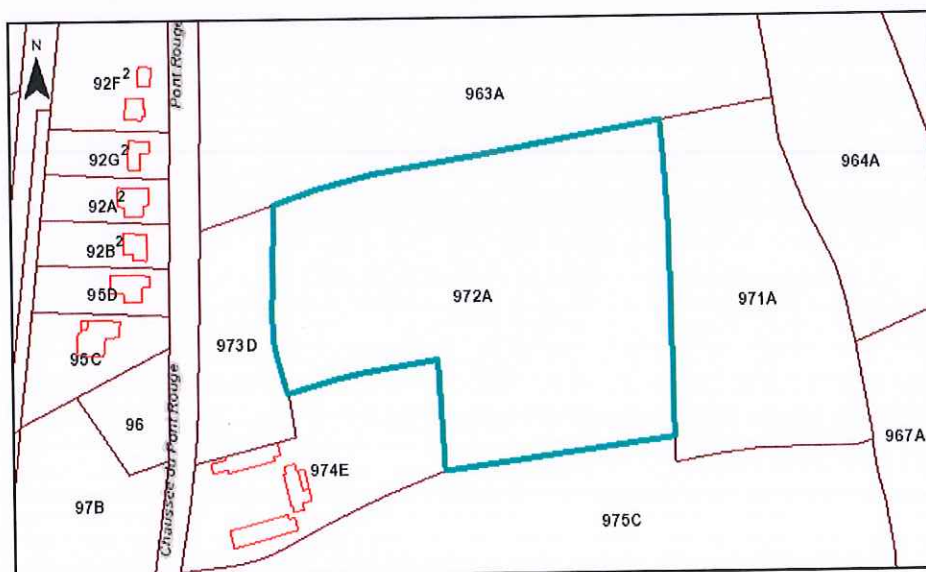 N
Pont Rouge
92F²
963A
92G²
964A
92A²
92B²
95D
972A
971A
973D
95C
96
967A
974E
97B
975C
Chaussée du Pont Rouge